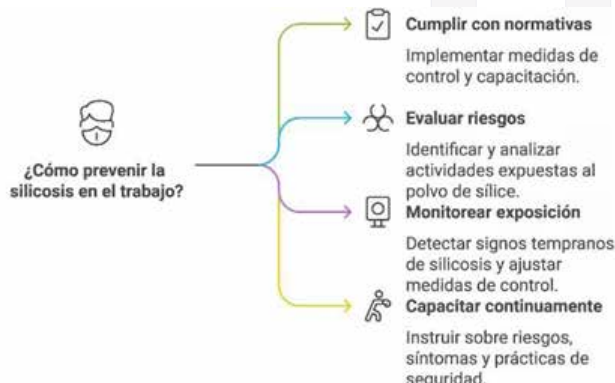 ¿Cómo prevenir la
silicosis en el trabajo?
Cumplir con normativas
Implementar medidas de
control y capacitación.
Evaluar riesgos
Identificar y analizar
actividades expuestas al
polvo de sílice.
Monitorear exposición
Detectar signos tempranos
de silicosis y ajustar
medidas de control.
Capacitar continuamente
Instruir sobre riesgos,
síntomas y prácticas de
seguridad.